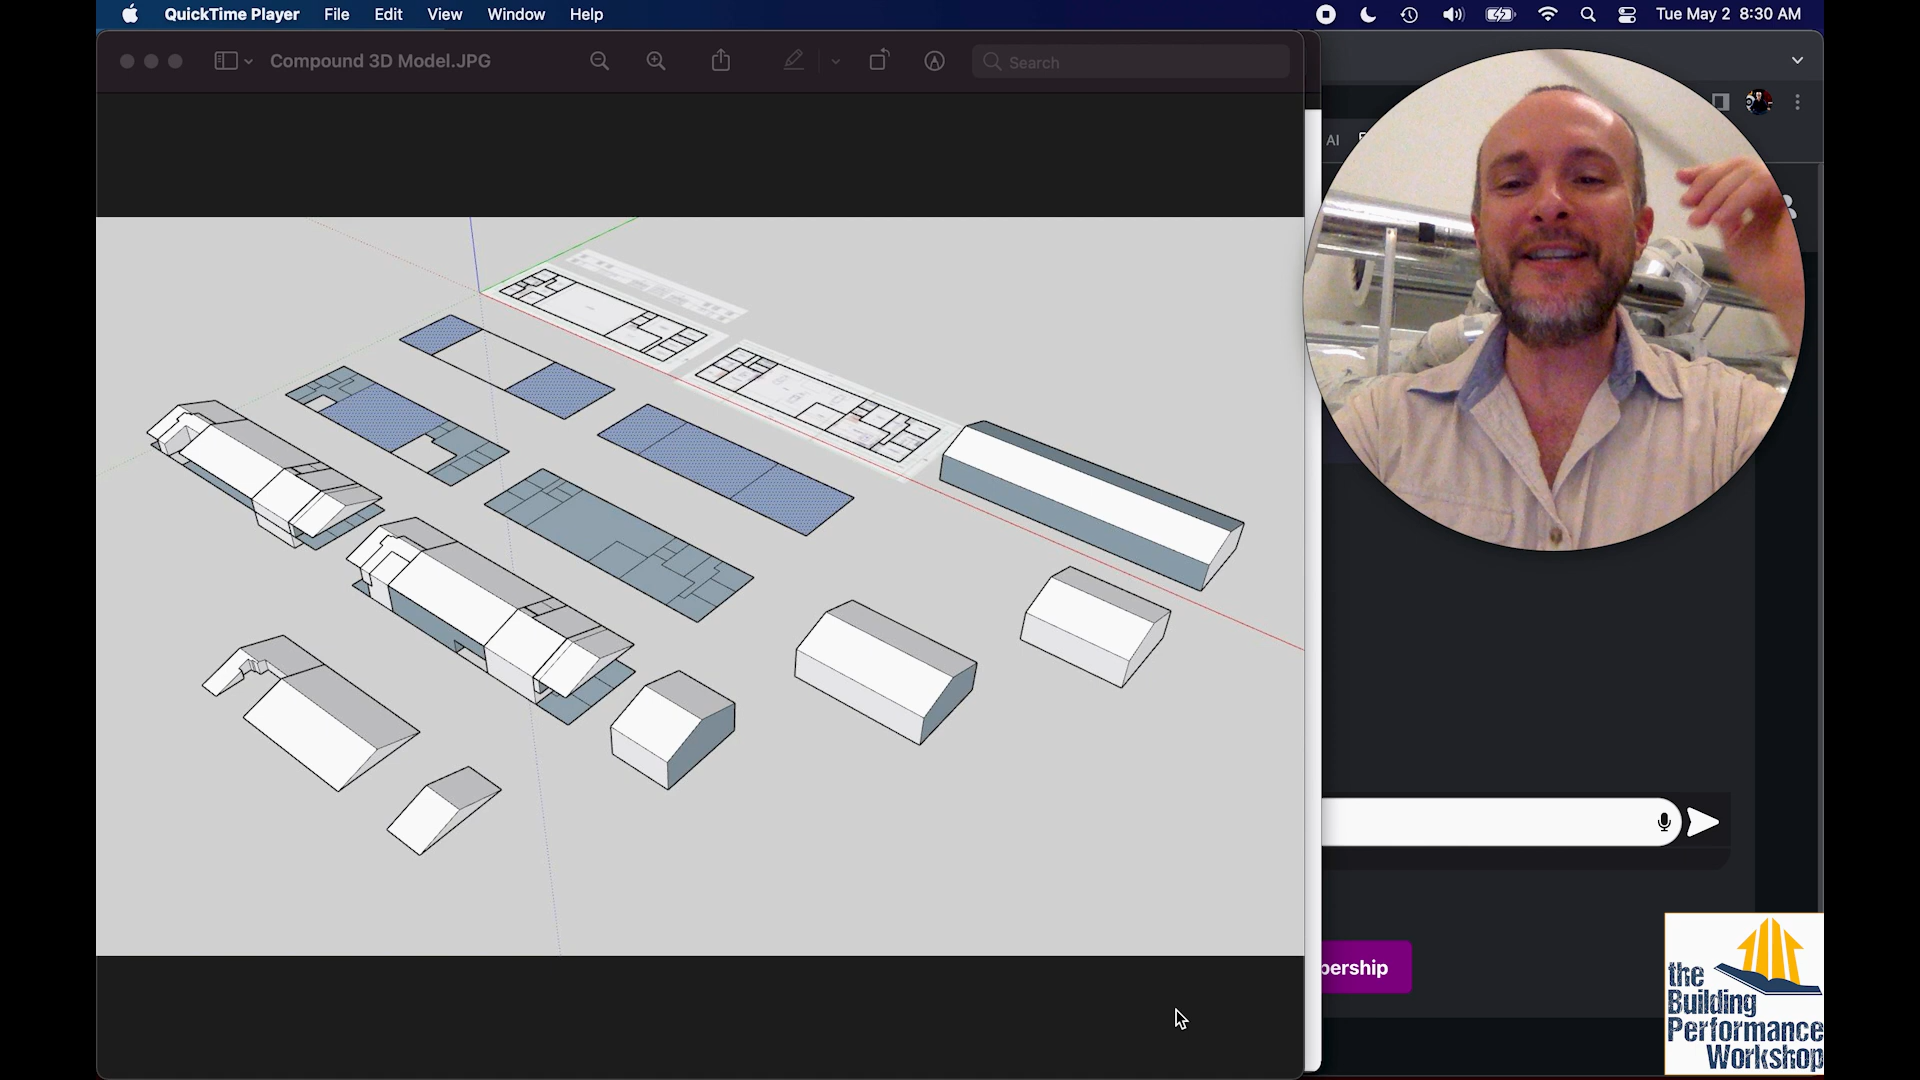 QuickTime Player File Edit View Window Help Tue May 2 8:30 AM
Compound 3D Model.JPG Search
AI
bership
the
Building
Performance
Workshop